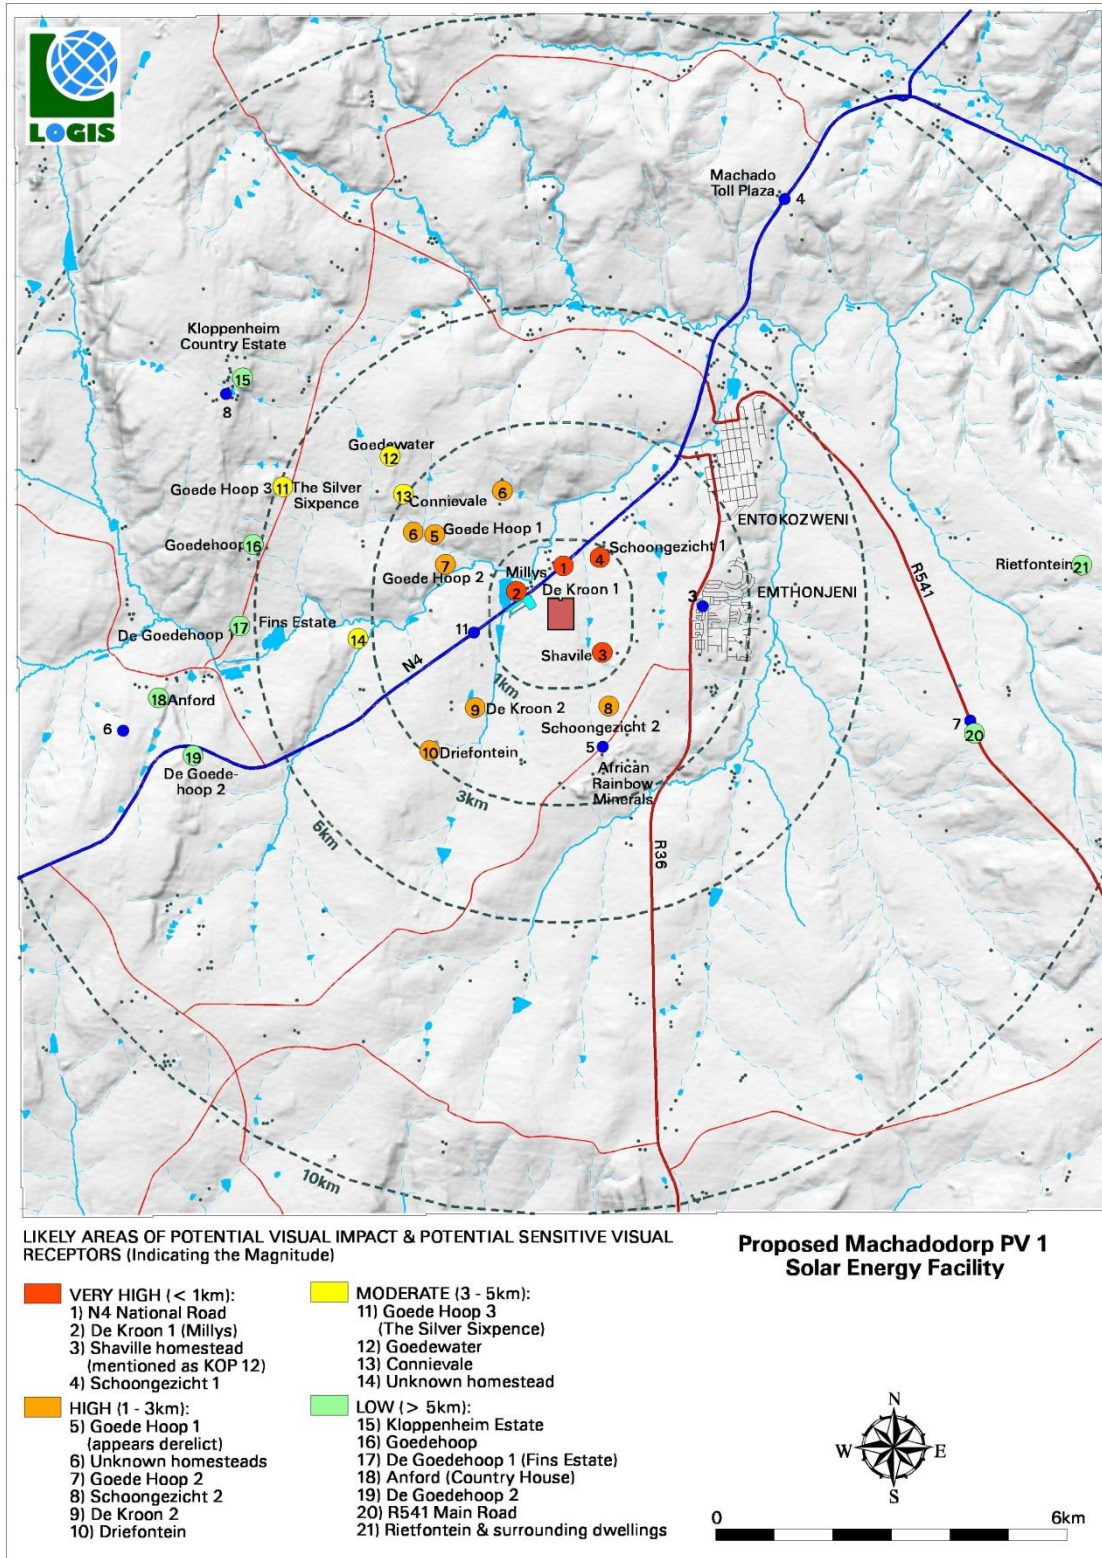 LOGIS
Machado
Toll Plaza
4
Kloppenheim
Country Estate
15
8
Goedewater
12
Goede Hoop 3
11
The Silver
Sixpence
13
Connievale
6
6
5
Goede Hoop 1
ENTOKOZWENI
Goedehoop
16
7
Goede Hoop 2
Millys
1
4
Schoongezicht 1
R541
Rietfontein
21
2
De Kroon 1
3
EMTHONJENI
De Goedehoop 1
17
Fins Estate
14
11
N4
Shavile
3
1km
18
Anford
6
9
De Kroon 2
8
Schoongezicht 2
7
20
19
De Goede-
hoop 2
10
Driefontein
5
African
Rainbow
Minerals
3km
5km
R36
10km
LIKELY AREAS OF POTENTIAL VISUAL IMPACT & POTENTIAL SENSITIVE VISUAL
RECEPTORS (Indicating the Magnitude)
VERY HIGH (< 1km):
1) N4 National Road
2) De Kroon 1 (Millys)
3) Shaville homestead
(mentioned as KOP 12)
4) Schoongezicht 1
HIGH (1 - 3km):
5) Goede Hoop 1
(appears derelict)
6) Unknown homesteads
7) Goede Hoop 2
8) Schoongezicht 2
9) De Kroon 2
10) Driefontein
MODERATE (3 - 5km):
11) Goede Hoop 3
(The Silver Sixpence)
12) Goedewater
13) Connievale
14) Unknown homestead
LOW (> 5km):
15) Kloppenheim Estate
16) Goedehoop
17) De Goedehoop 1 (Fins Estate)
18) Anford (Country House)
19) De Goedehoop 2
20) R541 Main Road
21) Rietfontein & surrounding dwellings
Proposed Machadodorp PV 1
Solar Energy Facility
N
W
E
S
0
6km